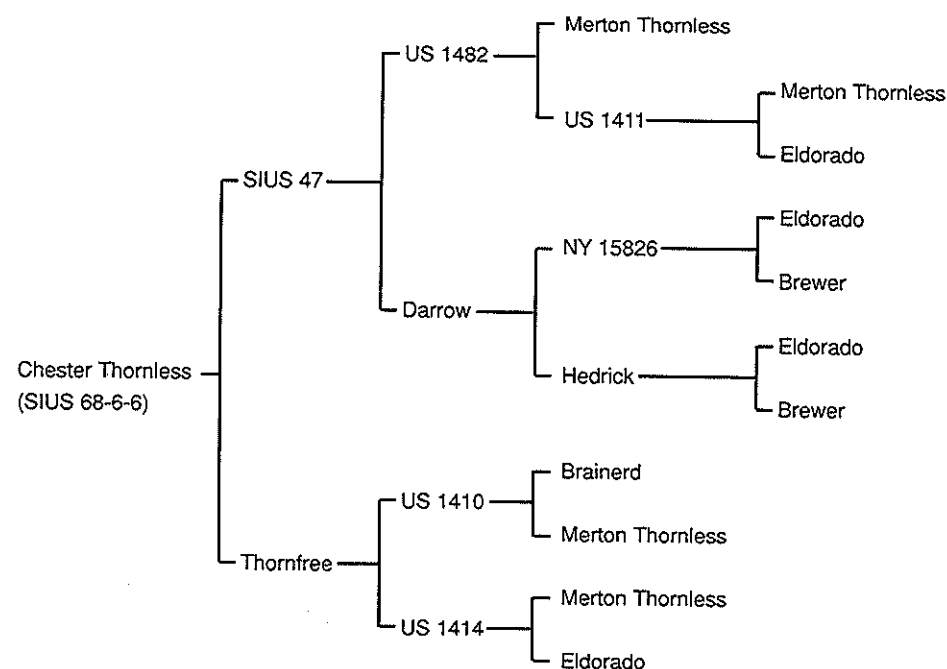 Merton Thornless
US 1482
Merton Thornless
US 1411
Eldorado
SIUS 47
Eldorado
NY 15826
Brewer
Darrow
Eldorado
Chester Thornless
(SIUS 68-6-6)
Hedrick
Brewer
Brainerd
US 1410
Merton Thornless
Thornfree
Merton Thornless
US 1414
Eldorado